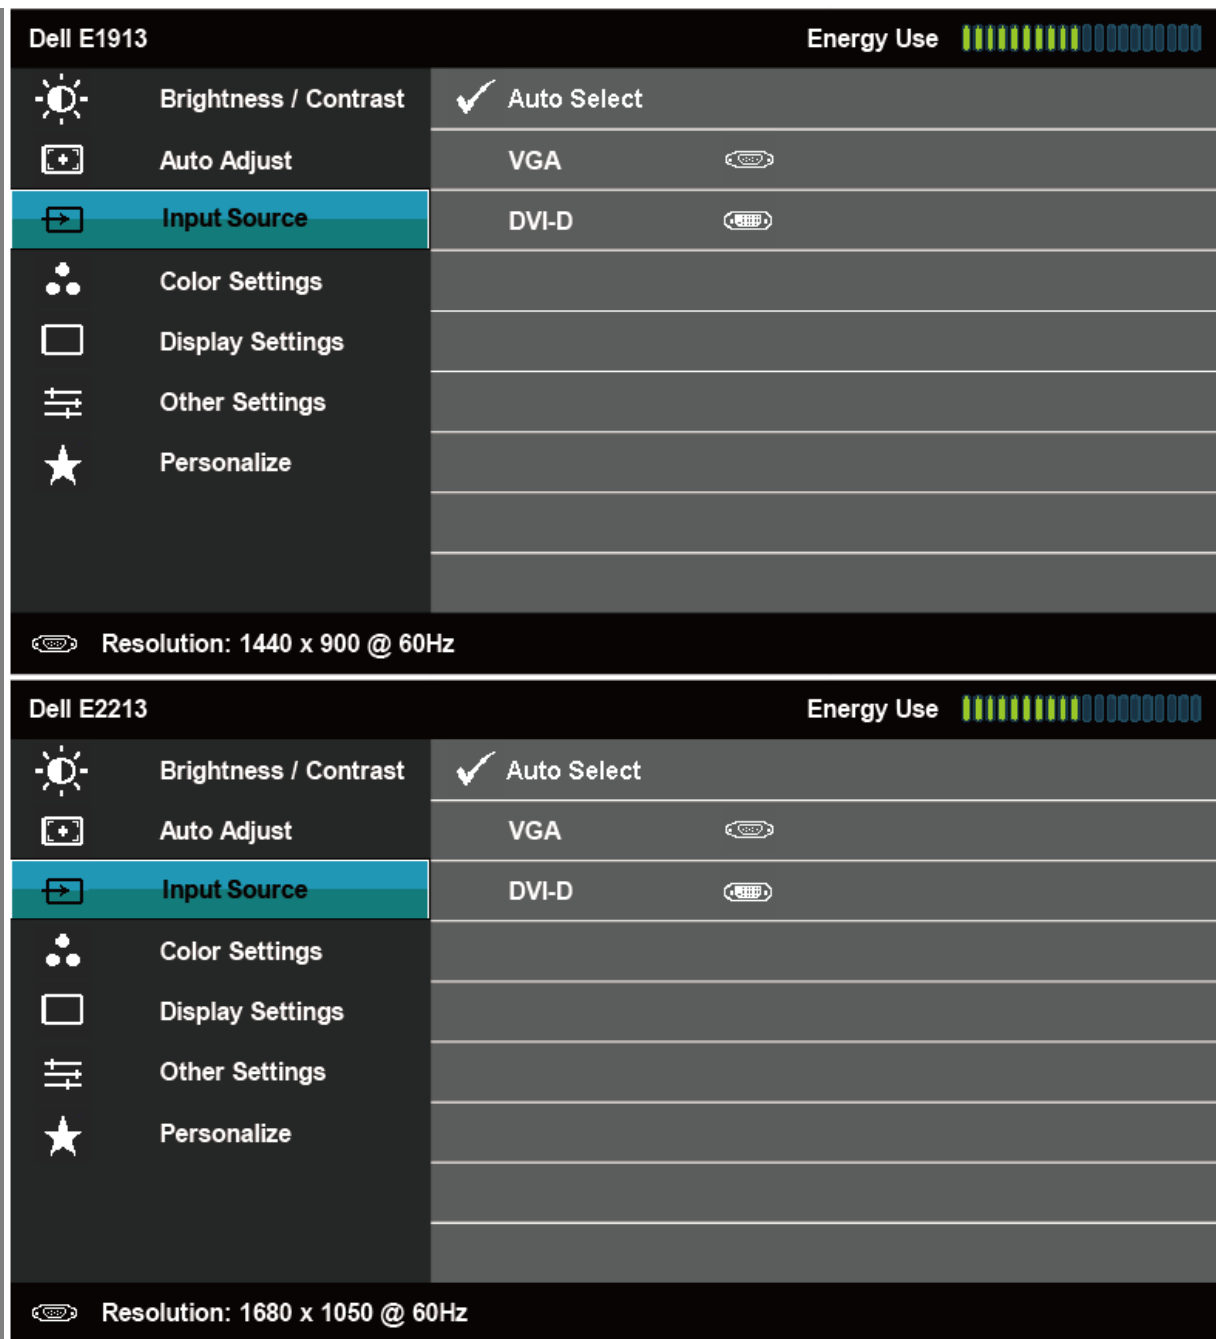 Dell E1913 Energy Use
Brightness / Contrast Auto Select
Auto Adjust VGA
Input Source DVI-D
Color Settings
Display Settings
Other Settings
Personalize
Resolution: 1440 x 900 @ 60Hz
Dell E2213 Energy Use
Brightness / Contrast Auto Select
Auto Adjust VGA
Input Source DVI-D
Color Settings
Display Settings
Other Settings
Personalize
Resolution: 1680 x 1050 @ 60Hz